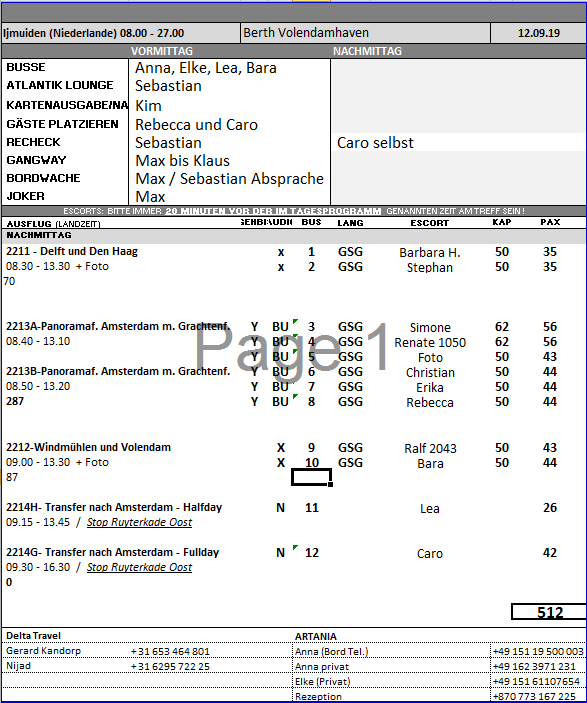 Ijmuiden (Niederlande) 08.00 - 27.00 Berth Volendamhaven 12.09.19
VORMITTAG NACHMITTAG
BUSSE Anna, Elke, Lea, Bara
ATLANTIK LOUNGE Sebastian
KARTENAUSGABE/NA Kim
GÄSTE PLATZIEREN Rebecca und Caro
RECHECK Sebastian Caro selbst
GANGWAY Max bis Klaus
BORDWACHE Max / Sebastian Absprache
JOKER Max
ESCORTS: BITTE IMMER 20 MINUTEN VOR DER IM TAGESPROGRAMM GENANNTEN ZEIT AM TREFF SEIN !
AUSFLUG (LANDZEIT) BUS LANG ESCORT KAP PAX
NACHMITTAG
2211 - Delft und Den Haag x 1 GSG Barbara H. 50 35
08.30 - 13.30 + Foto x 2 GSG Stephan 50 35
70
2213A-Panoramaf. Amsterdam m. Grachtenf. Y BU 3 GSG Simone 62 56
08.40 - 13.10 Y BU 4 GSG Renate 1050 62 56
Y BU 5 GSG Foto 50 43
2213B-Panoramaf. Amsterdam m. Grachtenf. Y BU 6 GSG Christian 50 44
08.50 - 13.20 Y BU 7 GSG Erika 50 44
287 Y BU 8 GSG Rebecca 50 44
Page 1
2212-Windmühlen und Volendam X 9 GSG Ralf 2043 50 43
09.00 - 13.30 + Foto X 10 GSG Bara 50 44
87
2214H- Transfer nach Amsterdam - Halfday N 11 Lea 26
09.15 - 13.45 / Stop Ruyterkade Oost
2214G- Transfer nach Amsterdam - Fullday N 12 Caro 42
09.30 - 16.30 / Stop Ruyterkade Oost
0
512
Delta Travel ARTANIA
Gerard Kandorp +31 653 464 801 Anna (Bord Tel.) +49 151 19 500 003
Nijad +31 6295 722 25 Anna privat +49 162 3971 231
Elke (Privat) +49 151 61107654
Rezeption +870 773 167 225